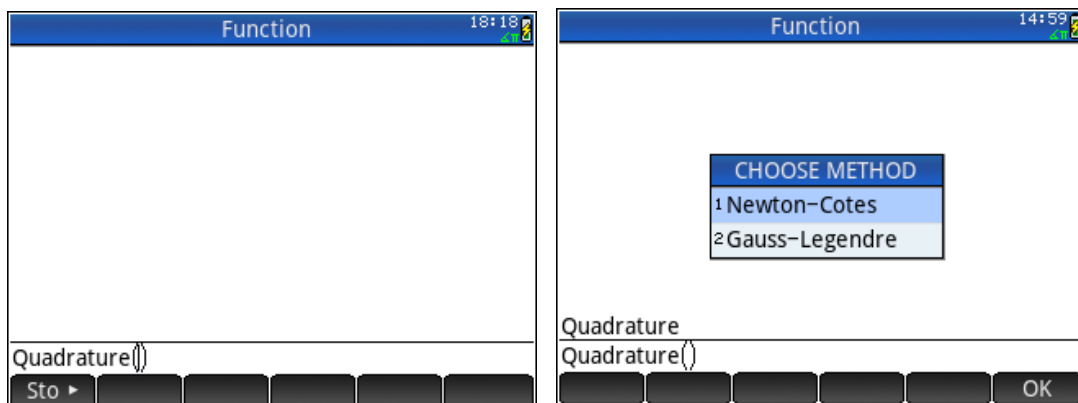 Function
18:18
∡π
Quadrature()
Sto ►
Function
14:59
∡π
CHOOSE METHOD
1 Newton-Cotes
2 Gauss-Legendre
Quadrature
Quadrature()
OK